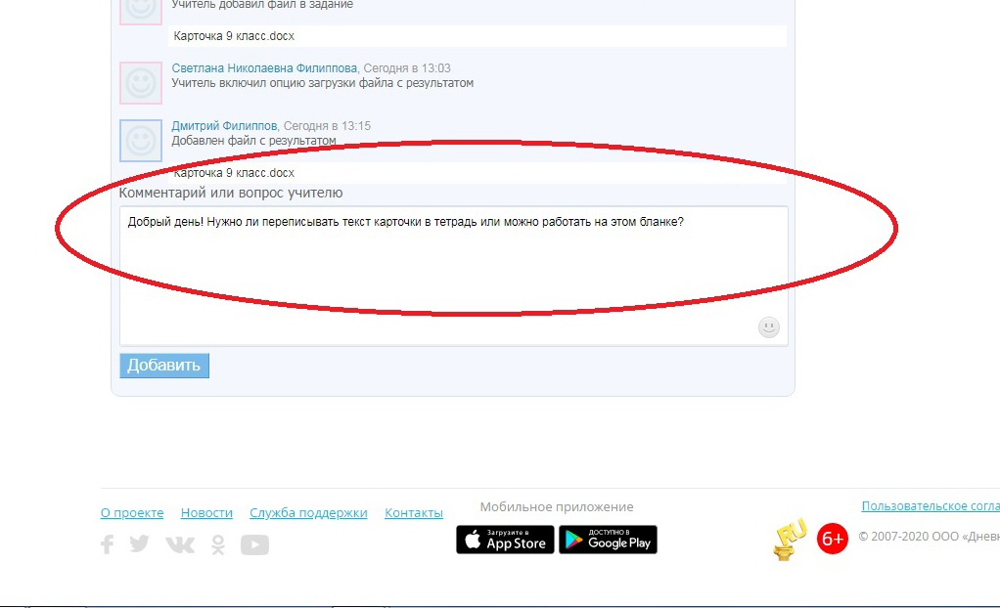 Учитель добавил файл в задание
Карточка 9 класс.docx
Светлана Николаевна Филиппова, Сегодня в 13:03
Учитель включил опцию загрузки файла с результатом
Дмитрий Филиппов, Сегодня в 13:15
Добавлен файл с результатом
Карточка 9 класс.docx
Комментарий или вопрос учителю
Добрый день! Нужно ли переписывать текст карточки в тетрадь или можно работать на этом бланке?
Добавить
О проекте Новости Служба поддержки Контакты
Мобильное приложение
Загрузите в
App Store
ДОСТУПНО В
Google Play
RU
6+
Пользовательское согла
© 2007-2020 ООО «Дневн